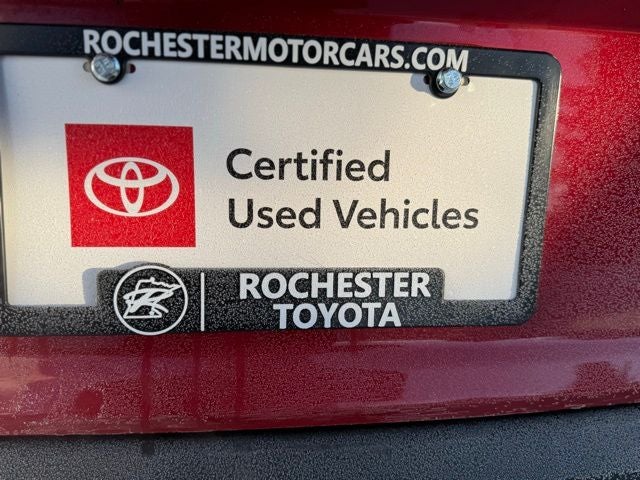 ROCHESTERMOTORCARS.COM
Certified
Used Vehicles
ROCHESTER
TOYOTA